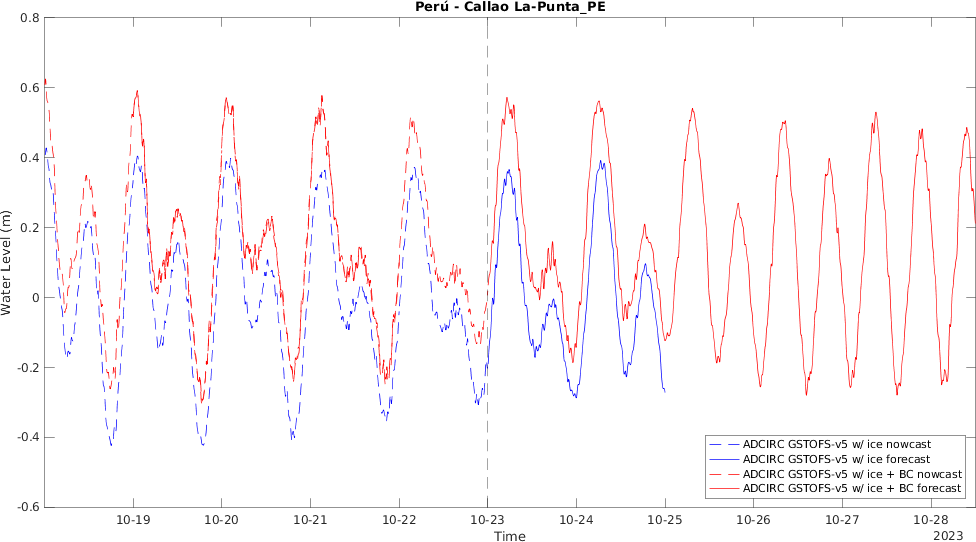 Perú - Callao La-Punta_PE
Water Level (m)
0.8
0.6
0.4
0.2
0
-0.2
-0.4
-0.6
10-19
10-20
10-21
10-22
10-23
10-24
10-25
10-26
10-27
10-28
2023
Time
ADCIRC GSTOFS-v5 w/ ice nowcast
ADCIRC GSTOFS-v5 w/ ice forecast
ADCIRC GSTOFS-v5 w/ ice + BC nowcast
ADCIRC GSTOFS-v5 w/ ice + BC forecast